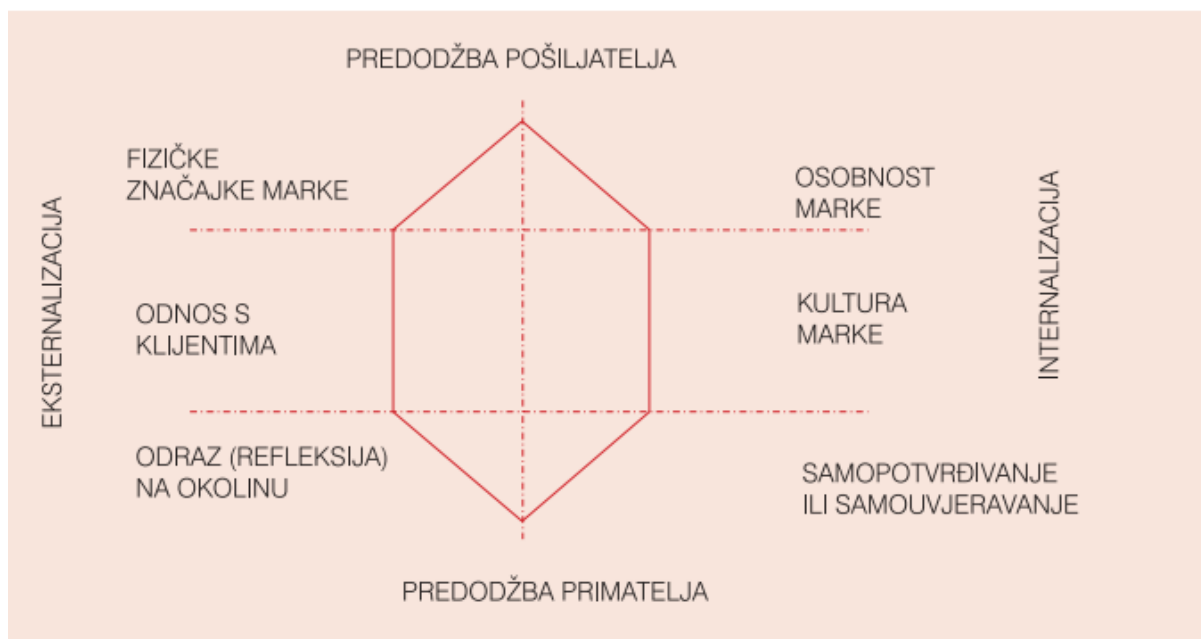 PREDODŽBA POŠILJATELJA
FIZIČKE
ZNAČAJKE MARKE
OSOBNOST
MARKE
EKSTERNALIZACIJA
INTERNALIZACIJA
ODNOS S
KLIJENTIMA
KULTURA
MARKE
ODRAZ (REFLEKSIJA)
NA OKOLINU
SAMOPOTVRĐIVANJE
ILI SAMOUVJERAVANJE
PREDODŽBA PRIMATELJA